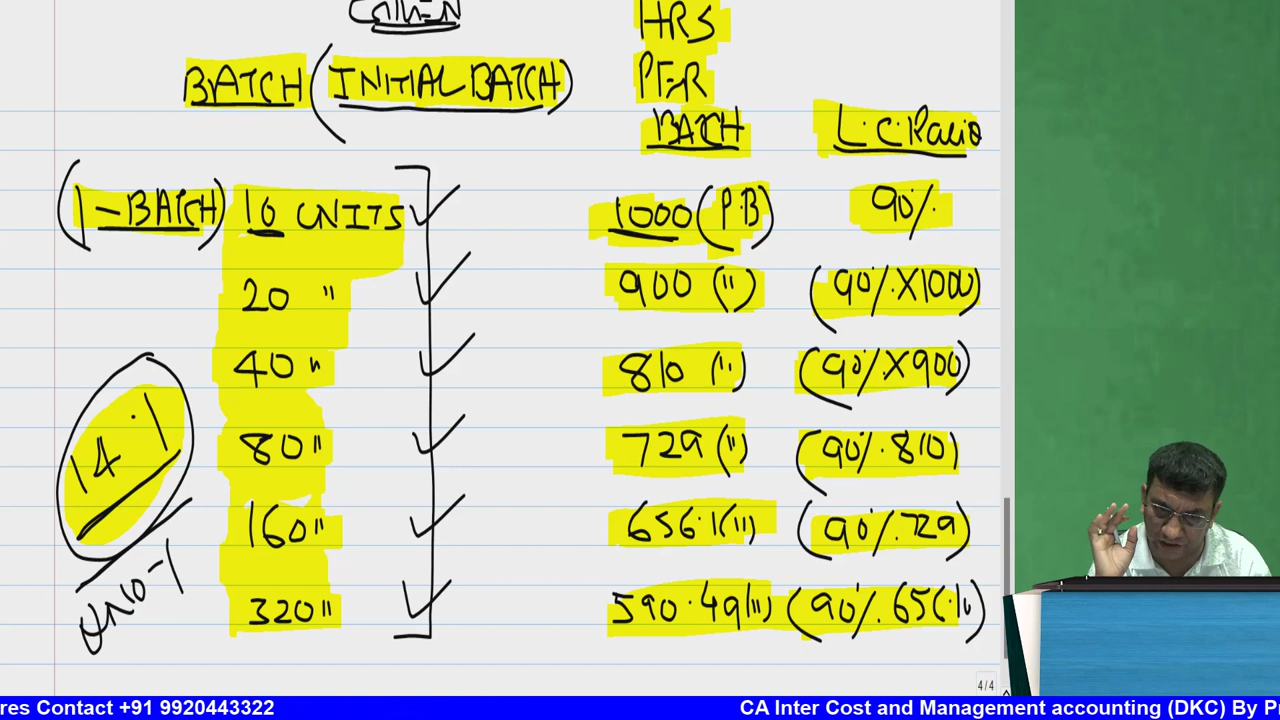 HRS
BATCH (INITIAL BATCH) PER
BATCH L.C. Ratio
(1-BATCH) 10 UNITS 1000 (P.B) 90%
20 " 900 (") (90% X 1000)
40 " 810 (") (90% X 900)
14.1 80 " 729 (") (90%.810)
160 " 656.1 (") (90%.729)
320 " 590.49 (") (90%.656.1)
4/4
res Contact +91 9920443322 CA Inter Cost and Management accounting (DKC) By P